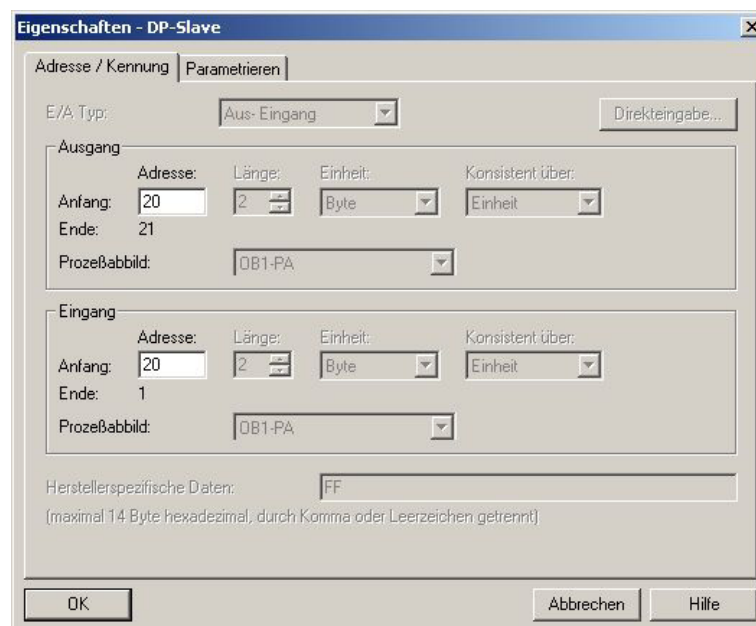 Eigenschaften - DP-Slave
Adresse / Kennung Parametrieren
E/A Typ: Aus- Eingang Direkteingabe...
Ausgang
Adresse: Länge: Einheit: Konsistent über:
Anfang: 20 2 Byte Einheit
Ende: 21
Prozeßabbild: OB1-PA
Eingang
Adresse: Länge: Einheit: Konsistent über:
Anfang: 20 2 Byte Einheit
Ende: 1
Prozeßabbild: OB1-PA
Herstellerspezifische Daten: FF
(maximal 14 Byte hexadezimal, durch Komma oder Leerzeichen getrennt)
OK Abbrechen Hilfe